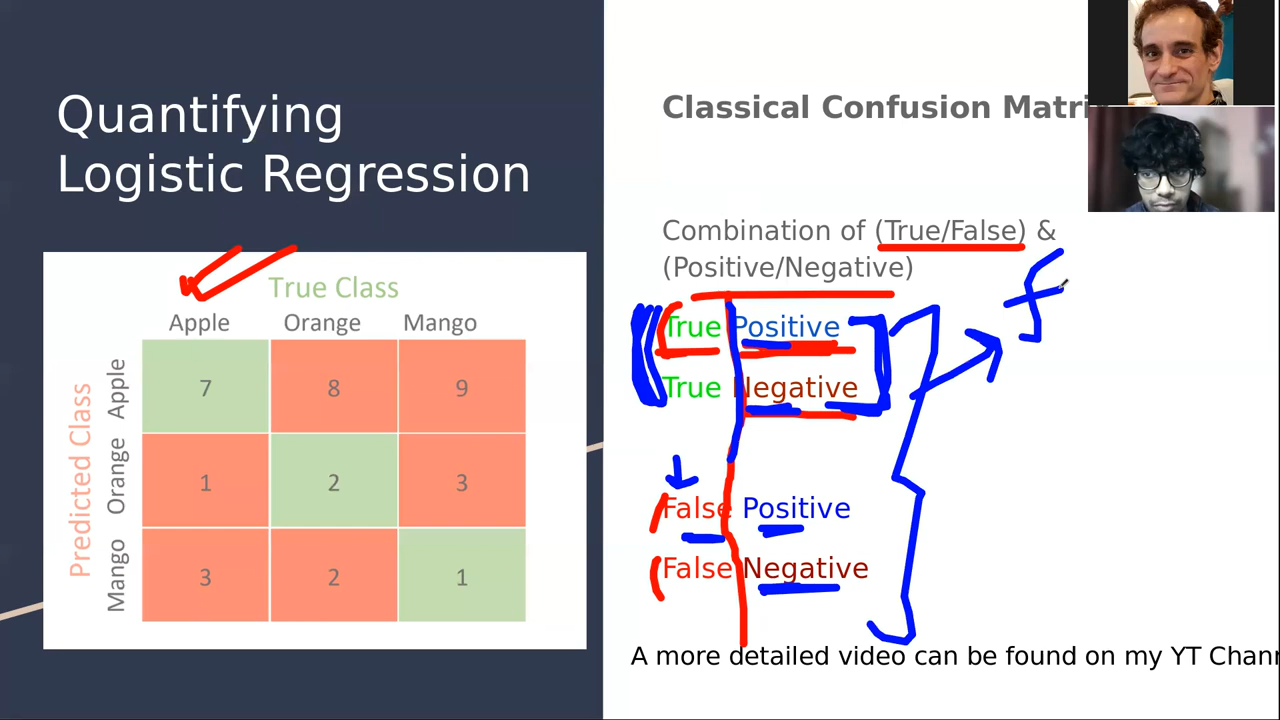 Quantifying
Logistic Regression
True Class
Apple Orange Mango
Predicted Class
Apple
7 8 9
Orange
1 2 3
Mango
3 2 1
Classical Confusion Matri
Combination of (True/False) &
(Positive/Negative)
True Positive
True Negative
False Positive
False Negative
f
A more detailed video can be found on my YT Chann